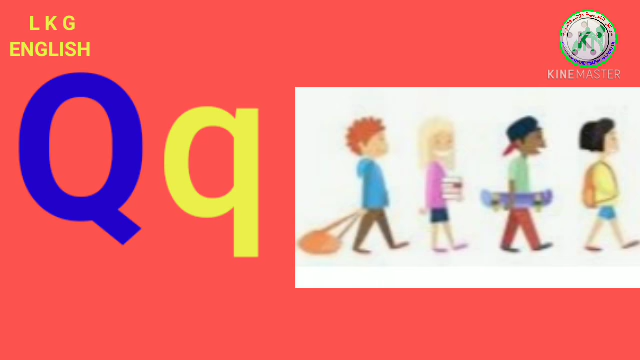 L K G
ENGLISH
Qq
K
KINEMASTER